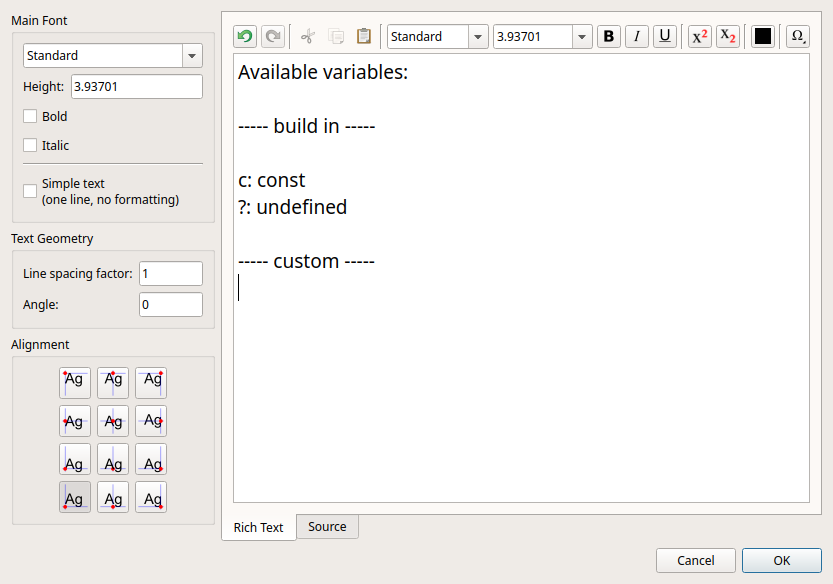 Main Font
Standard
Height: 3.93701
Bold
Italic
Simple text
(one line, no formatting)
Text Geometry
Line spacing factor: 1
Angle: 0
Alignment
Ag Ag Ag
Ag Ag Ag
Ag Ag Ag
Ag Ag Ag
Standard 3.93701 B I U X² X₂ Ω
Available variables:
----- build in -----
c: const
?: undefined
----- custom -----
Rich Text Source
Cancel OK